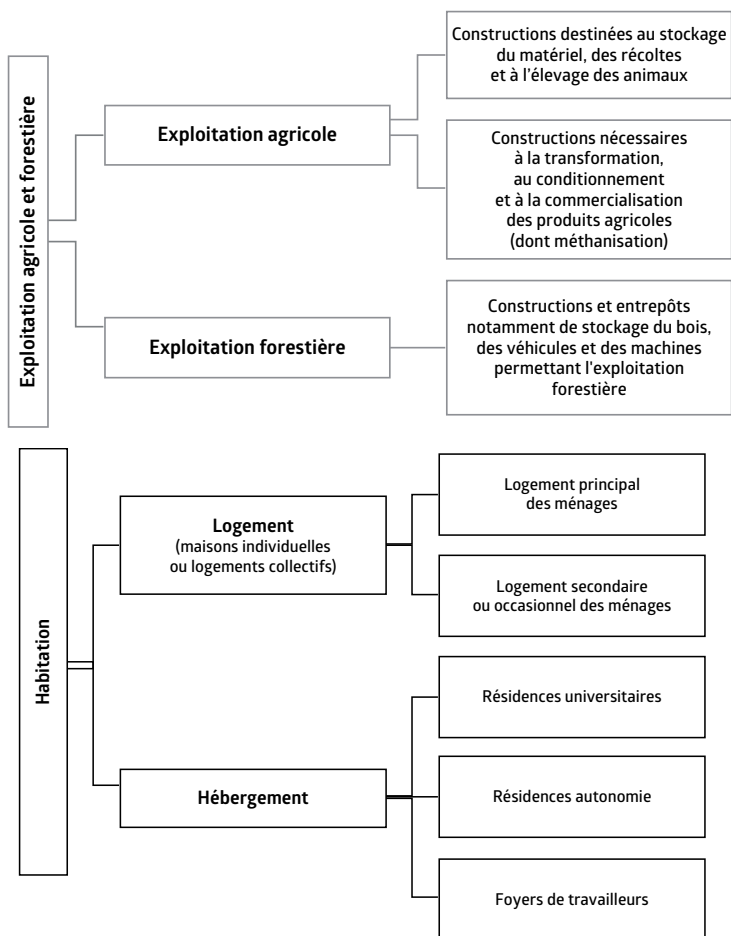 Exploitation agricole et forestière
Exploitation agricole
Constructions destinées au stockage
du matériel, des récoltes
et à l'élevage des animaux
Constructions nécessaires
à la transformation,
au conditionnement
et à la commercialisation
des produits agricoles
(dont méthanisation)
Exploitation forestière
Constructions et entrepôts
notamment de stockage du bois,
des véhicules et des machines
permettant l'exploitation
forestière
Habitation
Logement
(maisons individuelles
ou logements collectifs)
Logement principal
des ménages
Logement secondaire
ou occasionnel des ménages
Hébergement
Résidences universitaires
Résidences autonomie
Foyers de travailleurs